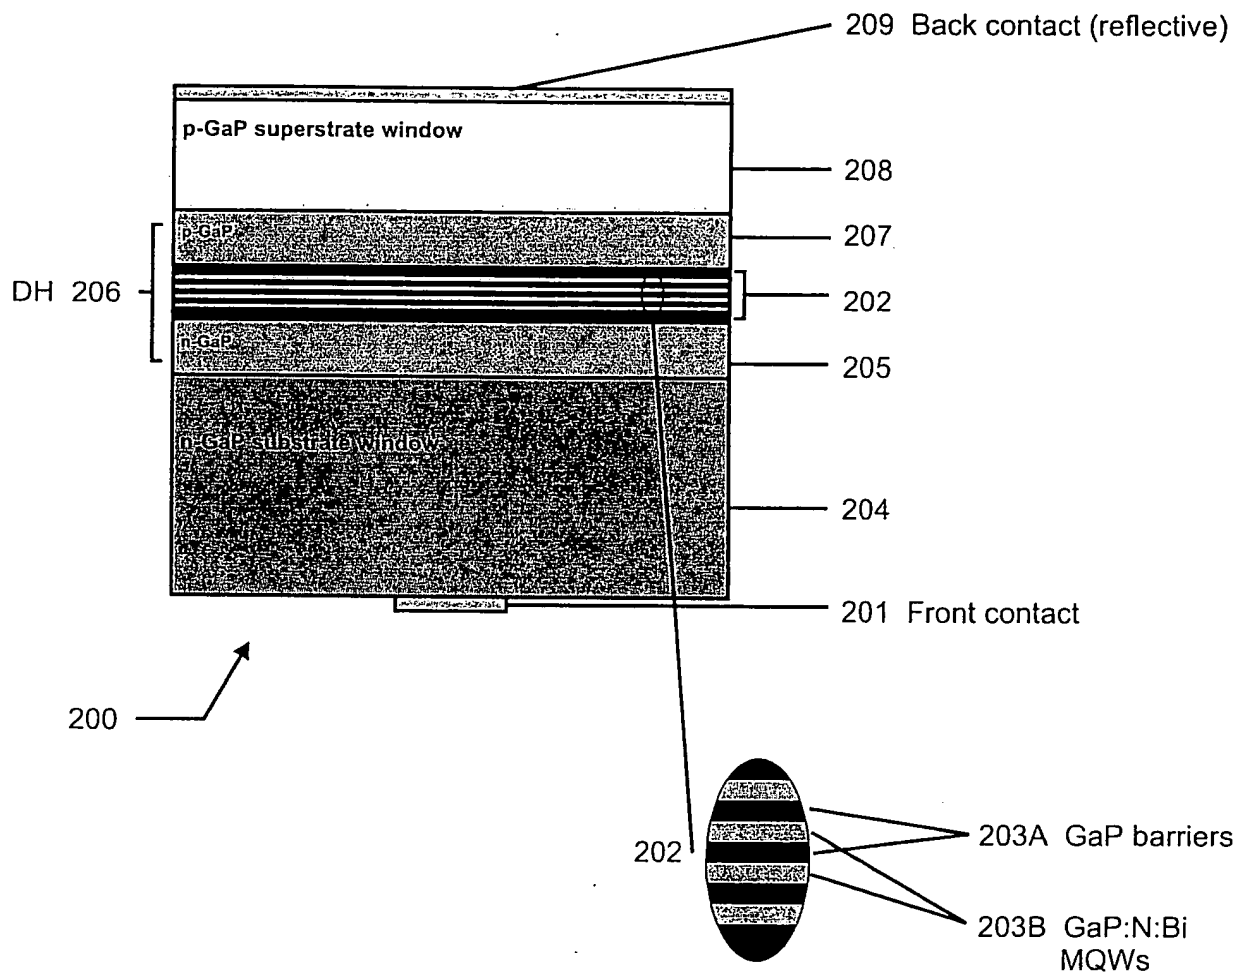 209 Back contact (reflective)
p-GaP superstrate window
208
p-GaP
207
DH 206
202
n-GaP
205
n-GaP substrate window
204
201 Front contact
200
202
203A GaP barriers
203B GaP:N:Bi
MQWs